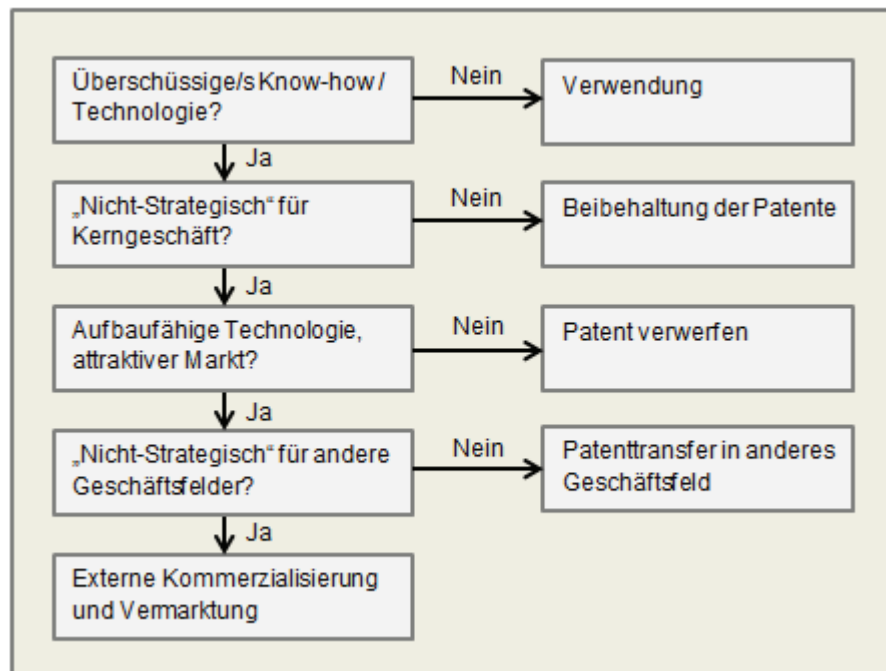 Überschüssige/s Know-how /
Technologie?
Nein
Verwendung
Ja
„Nicht-Strategisch“ für
Kerngeschäft?
Nein
Beibehaltung der Patente
Ja
Aufbaufähige Technologie,
attraktiver Markt?
Nein
Patent verwerfen
Ja
„Nicht-Strategisch“ für andere
Geschäftsfelder?
Nein
Patenttransfer in anderes
Geschäftsfeld
Ja
Externe Kommerzialisierung
und Vermarktung